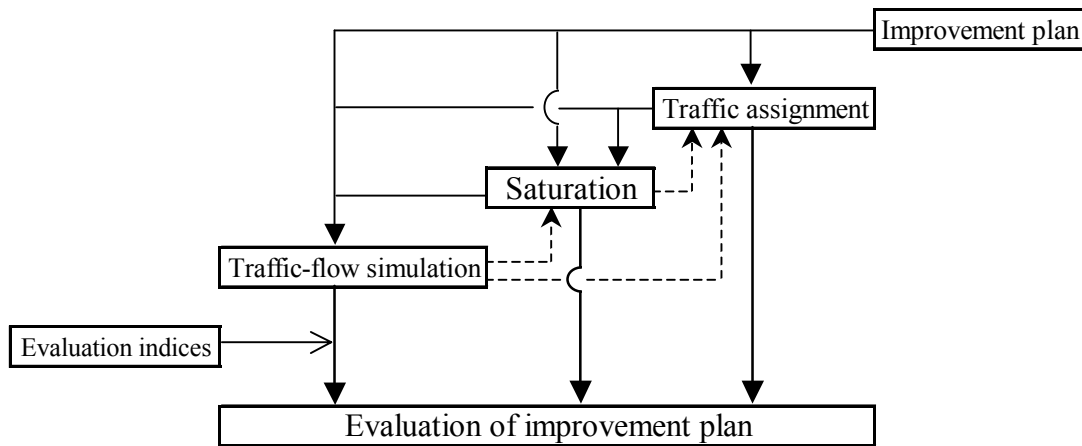 Improvement plan
Traffic assignment
Saturation
Traffic-flow simulation
Evaluation indices
Evaluation of improvement plan